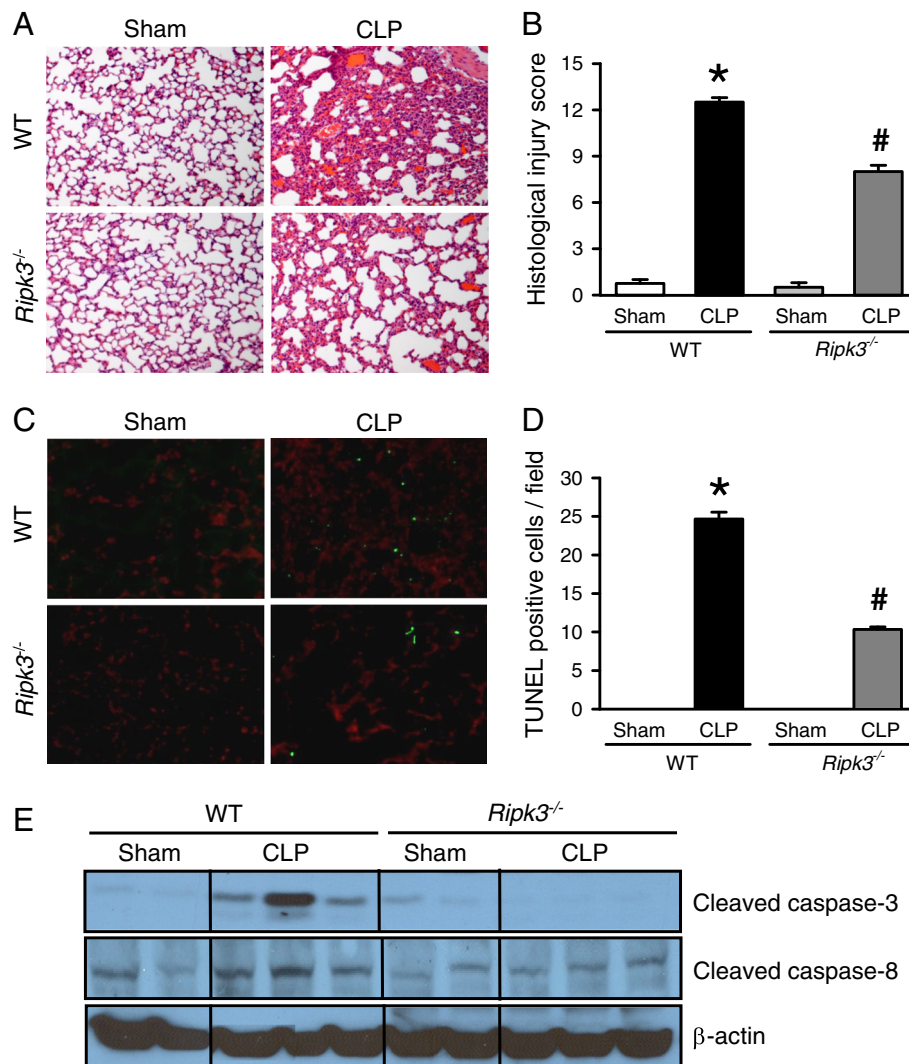 A
Sham CLP
WT
Ripk3-/-
B
Histological injury score
15
12
9
6
3
0
* #
Sham CLP Sham CLP
WT Ripk3-/-
C
Sham CLP
WT
Ripk3-/-
D
TUNEL positive cells / field
30
25
20
15
10
5
0
* #
Sham CLP Sham CLP
WT Ripk3-/-
E
WT Ripk3-/-
Sham CLP Sham CLP
Cleaved caspase-3
Cleaved caspase-8
β-actin